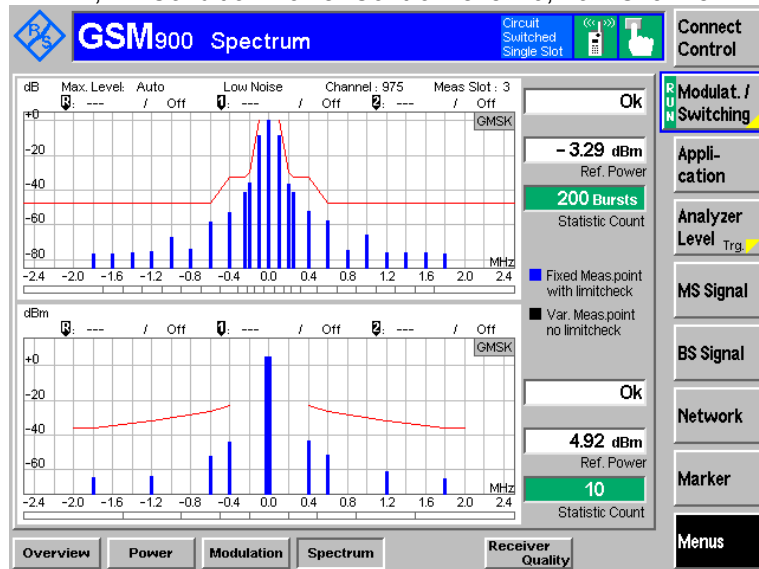 R/S
GSM900 Spectrum
Circuit
Switched
Single Slot
Connect
Control
dB Max. Level: Auto Low Noise Channel : 975 Meas Slot : 3
R: --- / Off 1: --- / Off 2: --- / Off
GMSK
+0
-20
-40
-60
-80
MHz
-2.4 -2.0 -1.6 -1.2 -0.8 -0.4 0.0 0.4 0.8 1.2 1.6 2.0 2.4
Ok
-3.29 dBm
Ref. Power
200 Bursts
Statistic Count
Fixed Meas.point
with limitcheck
Var. Meas.point
no limitcheck
dBm
R: --- / Off 1: --- / Off 2: --- / Off
GMSK
+0
-20
-40
-60
MHz
-2.4 -2.0 -1.6 -1.2 -0.8 -0.4 0.0 0.4 0.8 1.2 1.6 2.0 2.4
Ok
4.92 dBm
Ref. Power
10
Statistic Count
RUN
Modulat. /
Switching
Appli-
cation
Analyzer
Level Trg.
MS Signal
BS Signal
Network
Marker
Menus
Overview Power Modulation Spectrum Receiver
Quality